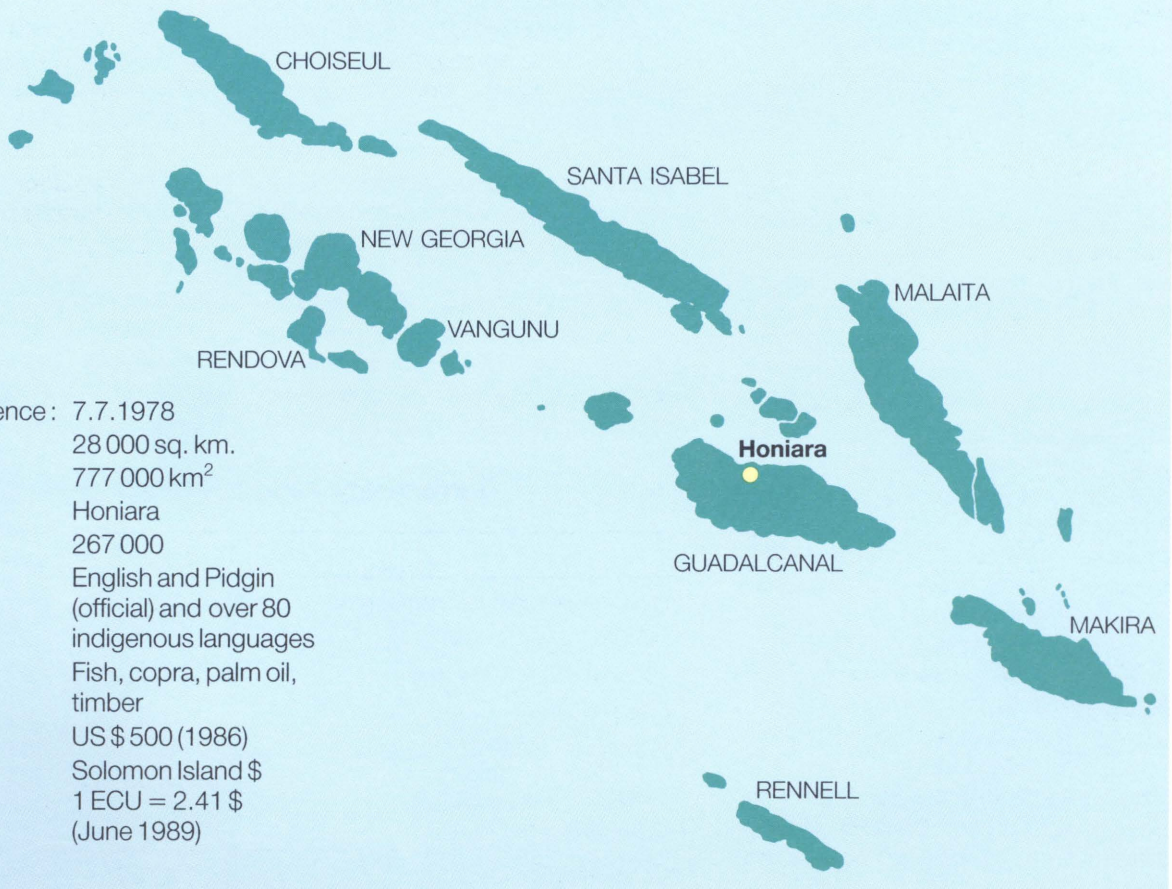 CHOISEUL
SANTA ISABEL
NEW GEORGIA
MALAITA
VANGUNU
RENDOVA
ence: 7.7.1978
28 000 sq. km.
777 000 km²
Honiara
Honiara
267 000
GUADALCANAL
English and Pidgin
(official) and over 80
indigenous languages
MAKIRA
Fish, copra, palm oil,
timber
US $ 500 (1986)
Solomon Island $
1 ECU = 2.41 $
(June 1989)
RENNELL